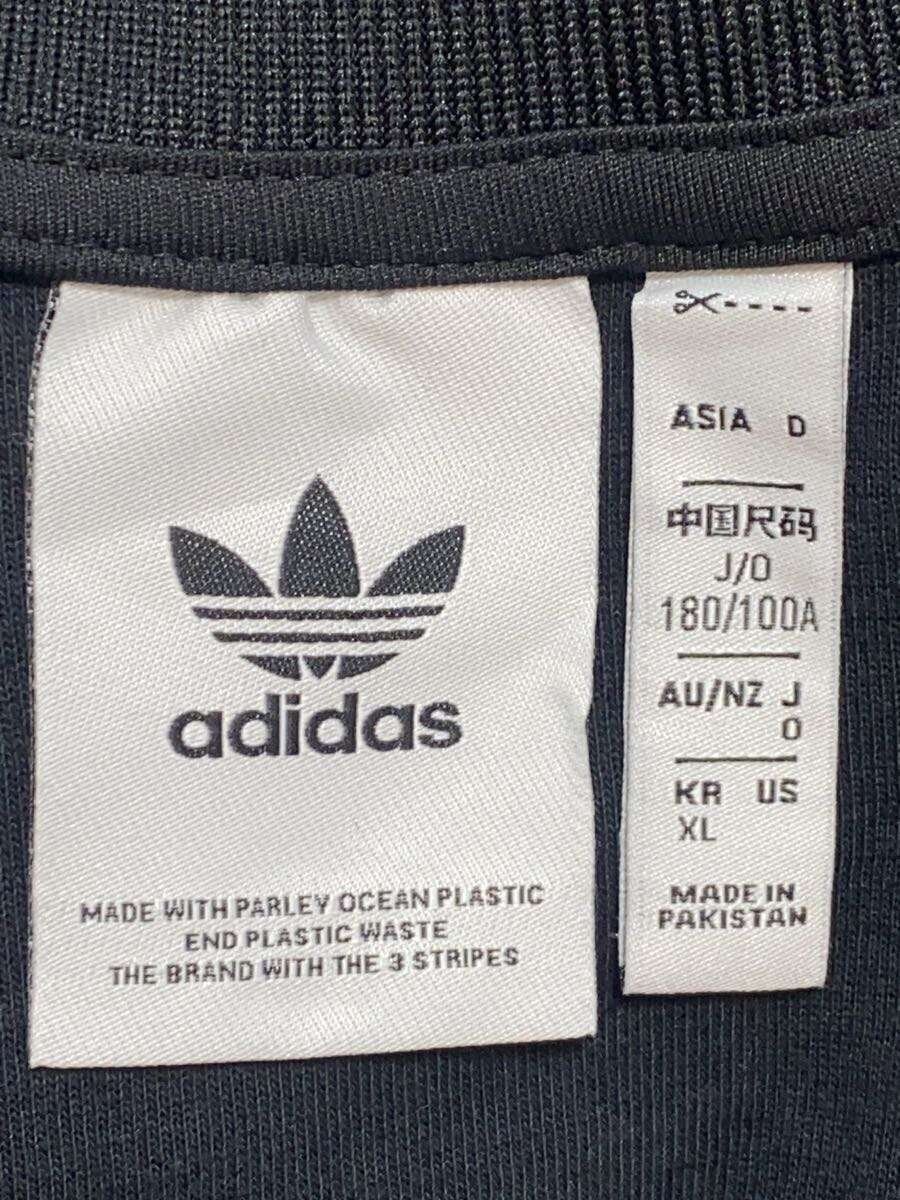 adidas
MADE WITH PARLEY OCEAN PLASTIC
END PLASTIC WASTE
THE BRAND WITH THE 3 STRIPES
ASIA O
中国尺码
J/O
180/100A
AU/NZ J
O
KR US
XL
MADE IN
PAKISTAN